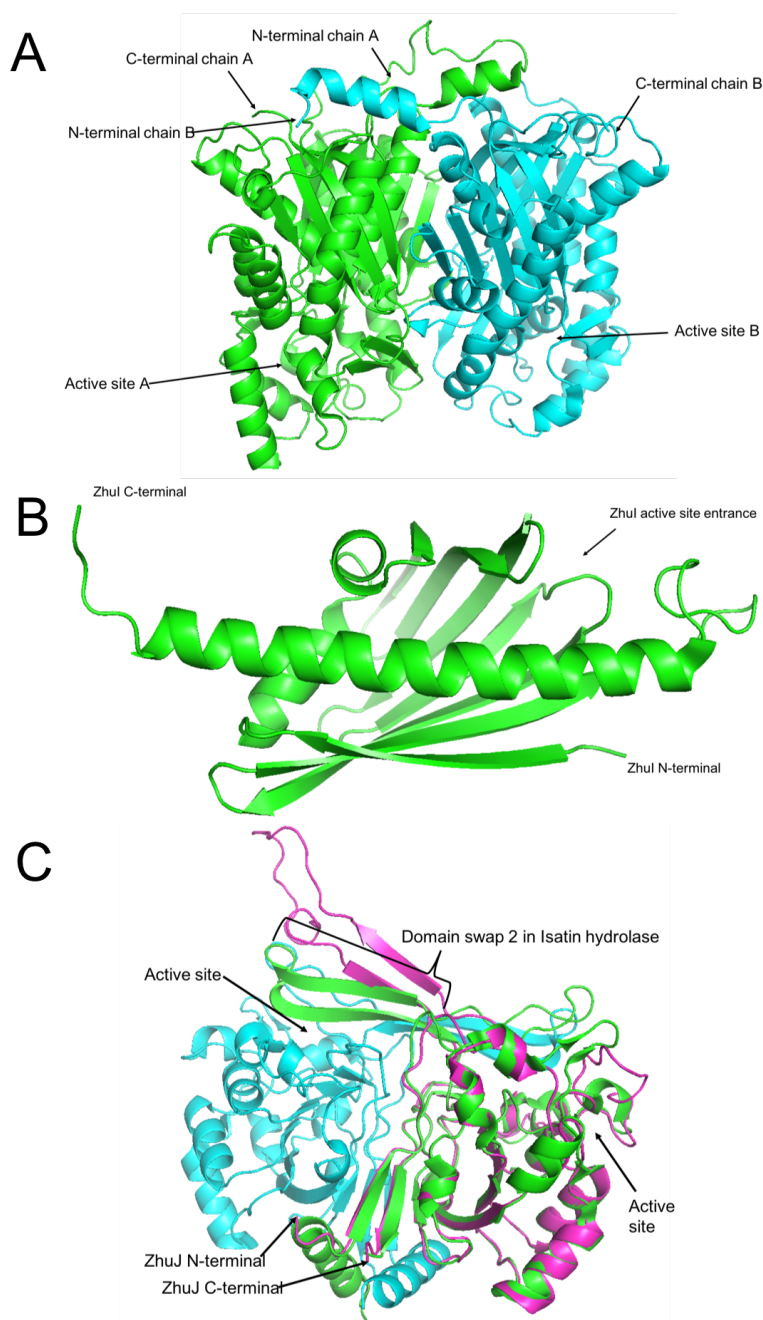 A
N-terminal chain A
C-terminal chain A
C-terminal chain B
N-terminal chain B
Active site B
Active site A
B
ZhuI C-terminal
ZhuI active site entrance
ZhuI N-terminal
C
Domain swap 2 in Isatin hydrolase
Active site
Active
site
ZhuJ N-terminal
ZhuJ C-terminal